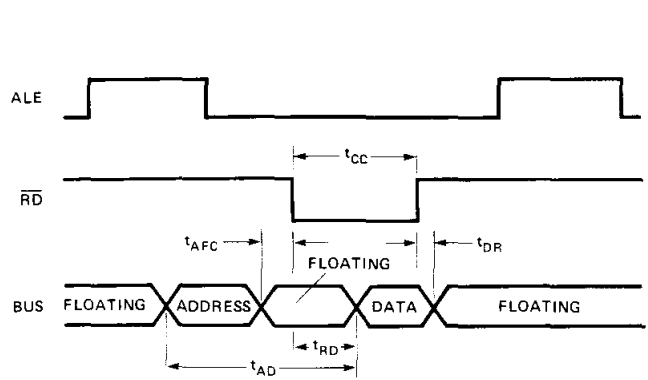 ALE
tCC
RD
tAFC
tDR
FLOATING
BUS FLOATING ADDRESS DATA FLOATING
tRD
tAD